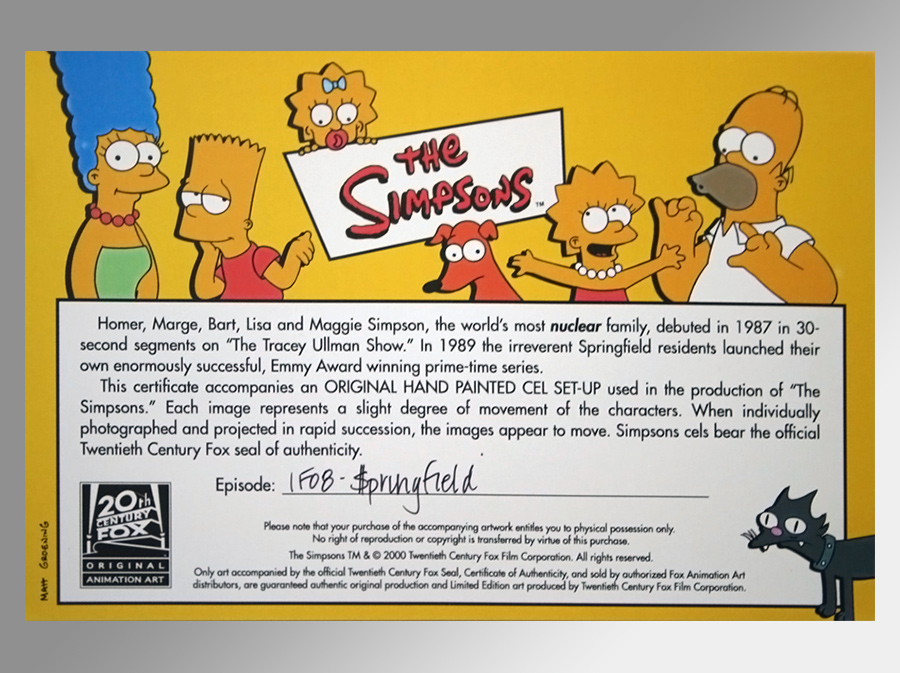 THE
SIMPSONS™
Homer, Marge, Bart, Lisa and Maggie Simpson, the world's most nuclear family, debuted in 1987 in 30-
second segments on "The Tracey Ullman Show." In 1989 the irreverent Springfield residents launched their
own enormously successful, Emmy Award winning prime-time series.
This certificate accompanies an ORIGINAL HAND PAINTED CEL SET-UP used in the production of "The
Simpsons." Each image represents a slight degree of movement of the characters. When individually
photographed and projected in rapid succession, the images appear to move. Simpsons cels bear the official
Twentieth Century Fox seal of authenticity.
Episode: 1F08 - $pringfield
20th
CENTURY
FOX
ORIGINAL
ANIMATION ART
Please note that your purchase of the accompanying artwork entitles you to physical possession only.
No right of reproduction or copyright is transferred by virtue of this purchase.
The Simpsons TM & © 2000 Twentieth Century Fox Film Corporation. All rights reserved.
Only art accompanied by the official Twentieth Century Fox Seal, Certificate of Authenticity, and sold by authorized Fox Animation Art
distributors, are guaranteed authentic original production and Limited Edition art produced by Twentieth Century Fox Film Corporation.
MATT GROENING